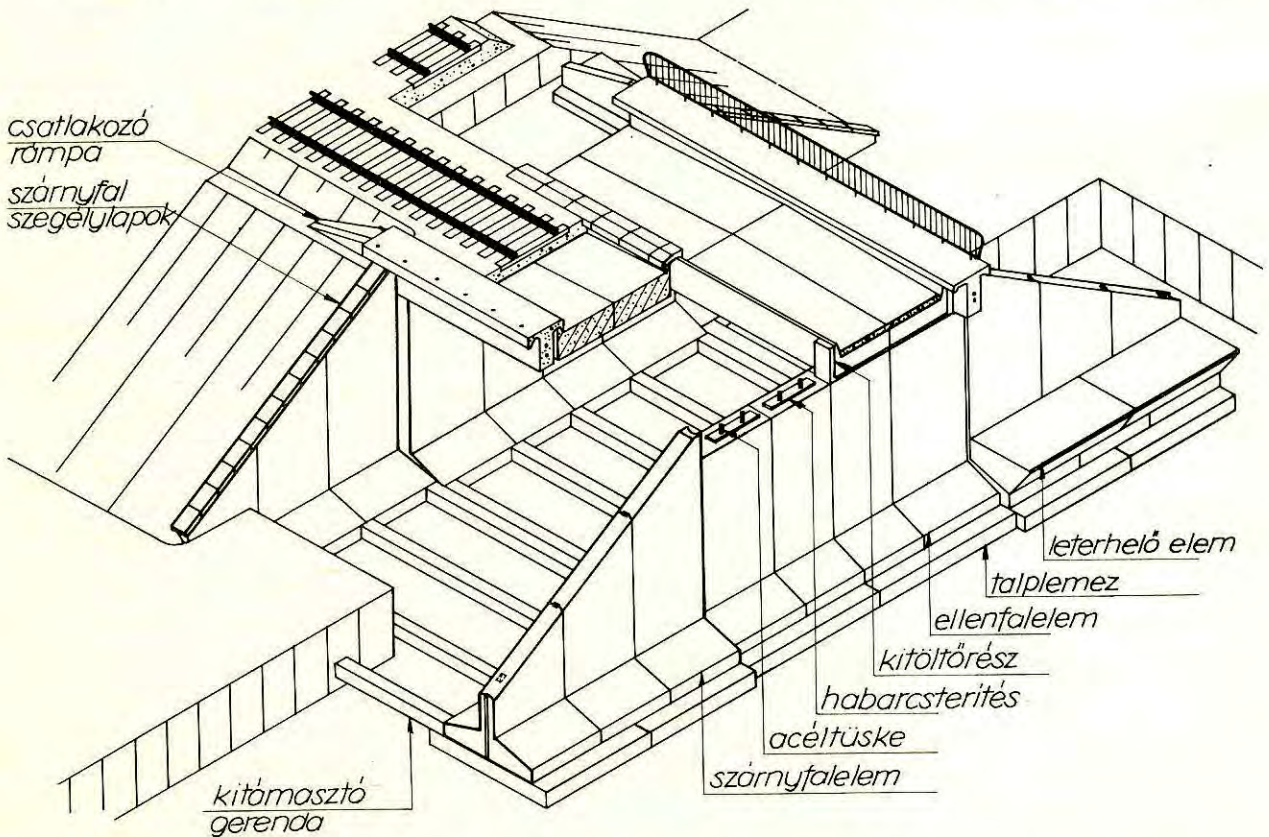 csatlakozó
rámpa
szárnyfal
szegélylapok
leterhelő elem
talplemez
ellenfalelem
kitöltőrész
habarcsterítés
acéltüske
szárnyfalelem
kitámasztó
gerenda